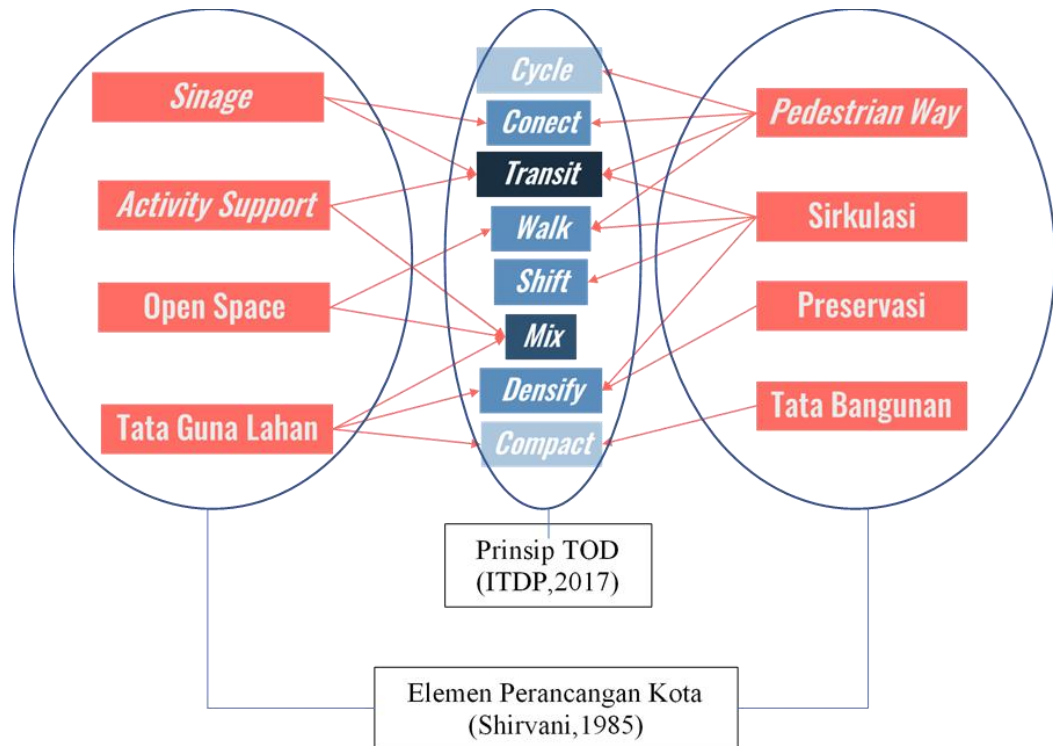 Sinage
Activity Support
Open Space
Tata Guna Lahan
Cycle
Conect
Transit
Walk
Shift
Mix
Densify
Compact
Pedestrian Way
Sirkulasi
Preservasi
Tata Bangunan
Prinsip TOD
(ITDP,2017)
Elemen Perancangan Kota
(Shirvani,1985)